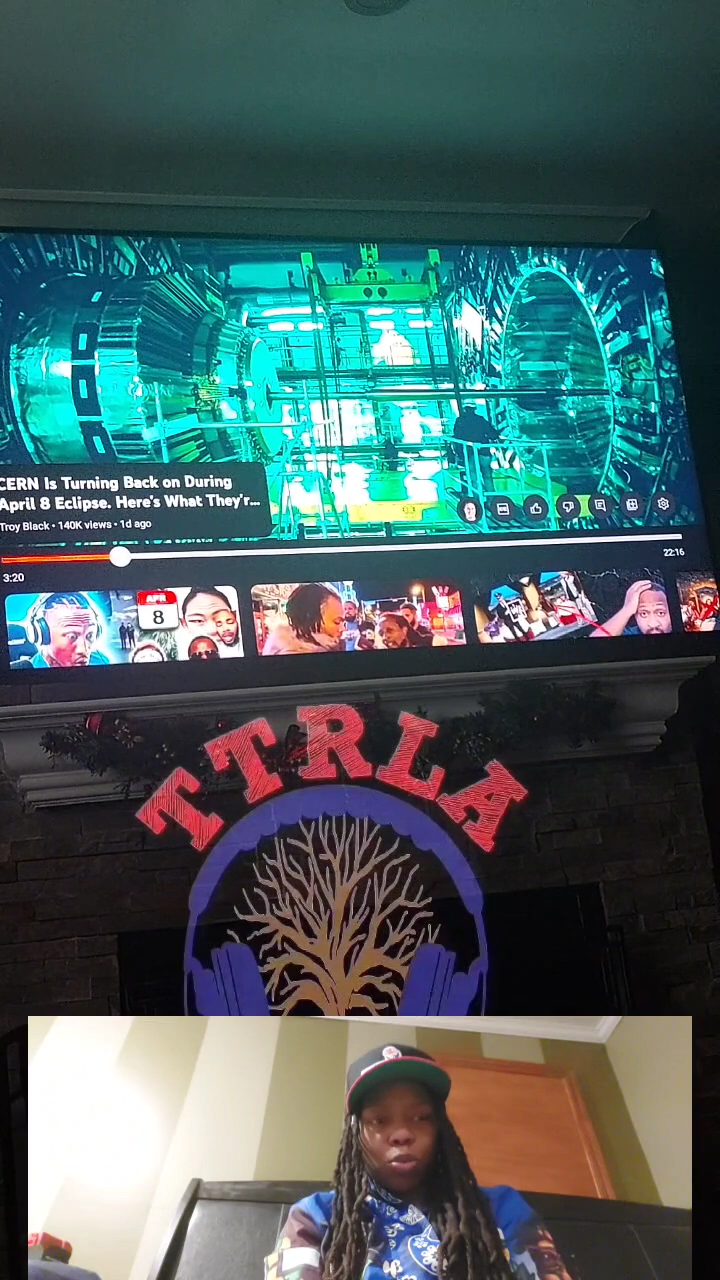 CERN Is Turning Back on During
April 8 Eclipse. Here's What They'r...
Troy Black • 140K views • 1d ago
3:20
22:16
APR
8
TTRLA